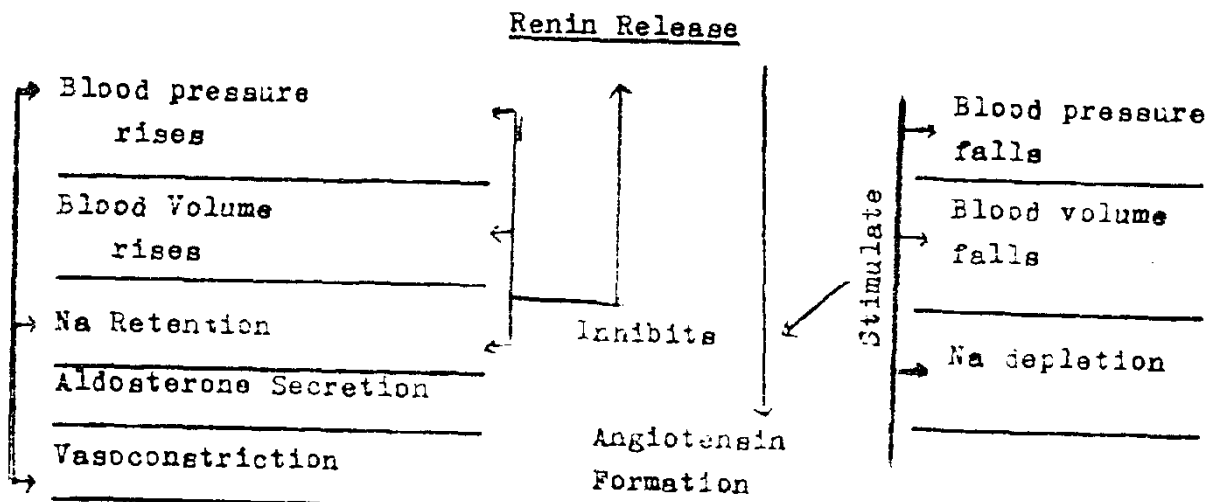 Renin Release
Blood pressure
rises
Blood Volume
rises
Na Retention
Aldosterone Secretion
Vasoconstriction
Inhibits
Angiotensin
Formation
Stimulate
Blood pressure
falls
Blood volume
falls
Na depletion